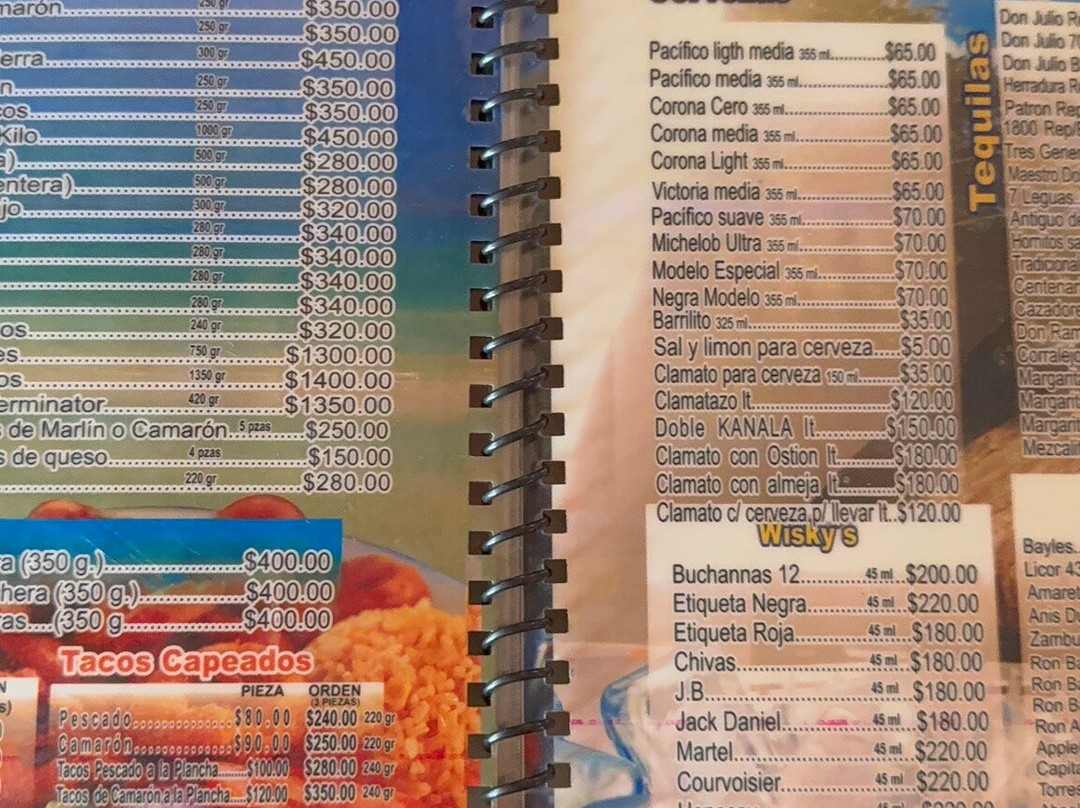 marón 250 gr $350.00
250 gr $350.00
erra 300 gr $450.00
n 250 gr $350.00
cos 250 gr $350.00
Kilo 1000 gr $450.00
a) 500 gr $280.00
entera) 500 gr $280.00
jo 300 gr $320.00
280 gr $340.00
280 gr $340.00
280 gr $340.00
280 gr $340.00
os 240 gr $320.00
es 750 gr $1300.00
os 1350 gr $1400.00
erminator 420 gr $1350.00
s de Marlín o Camarón 5 pzas $250.00
s de queso 4 pzas $150.00
220 gr $280.00
a (350 g.) $400.00
hera (350 g.) $400.00
ras....(350 g $400.00
Tacos Capeados
PIEZA ORDEN
(3 PIEZAS)
Pescado $80.00 $240.00 220 gr
Camarón $90.00 $250.00 220 gr
Tacos Pescado a la Plancha $100.00 $280.00 240 gr
Tacos de Camarón a la Plancha $120.00 $350.00 240 gr
Pacífico ligth media 355 ml $65.00
Pacífico media 355 ml $65.00
Corona Cero 355 ml $65.00
Corona media 355 ml $65.00
Corona Light 355 ml $65.00
Victoria media 355 ml $65.00
Pacífico suave 355 ml $70.00
Michelob Ultra 355 ml $70.00
Modelo Especial 355 ml $70.00
Negra Modelo 355 ml $70.00
Barrilito 325 ml $35.00
Sal y limon para cerveza $5.00
Clamato para cerveza 150 ml $35.00
Clamatazo lt $120.00
Doble KANALA lt $150.00
Clamato con Ostion lt $180.00
Clamato con almeja lt $180.00
Clamato c/ cerveza p/ llevar lt $120.00
Wisky's
Buchannas 12 45 ml $200.00
Etiqueta Negra 45 ml $220.00
Etiqueta Roja 45 ml $180.00
Chivas 45 ml $180.00
J.B. 45 ml $180.00
Jack Daniel 45 ml $180.00
Martel 45 ml $220.00
Courvoisier 45 ml $220.00
Tequilas
Don Julio R
Don Julio 7
Don Julio B
Herradura R
Patron Rep
1800 Rep/
Tres Gene
Maestro Do
7 Leguas
Antiguo d
Hornitos sa
Tradicional
Centenar
Cazadore
Don Ram
Corralejo
Margarit
Margarit
Margarit
Mezcali
Bayles
Licor 43
Amaret
Anis D
Zambu
Ron Ba
Ron Ba
Ron B
Ron A
Apple
Capita
Torres